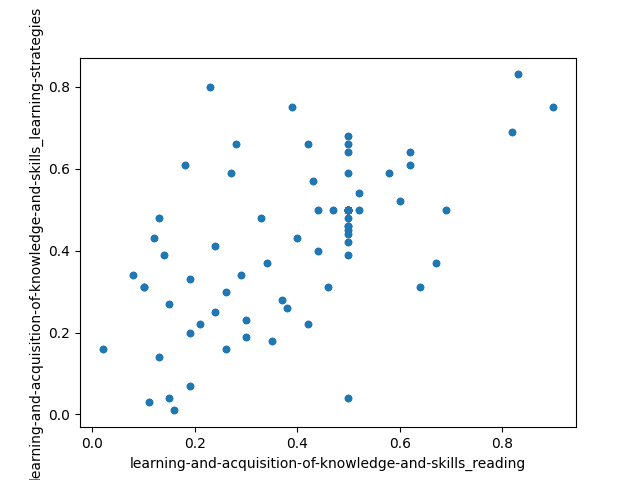 learning-and-acquisition-of-knowledge-and-skills_learning-strategies
0.8
0.6
0.4
0.2
0.0
0.0 0.2 0.4 0.6 0.8
learning-and-acquisition-of-knowledge-and-skills_reading